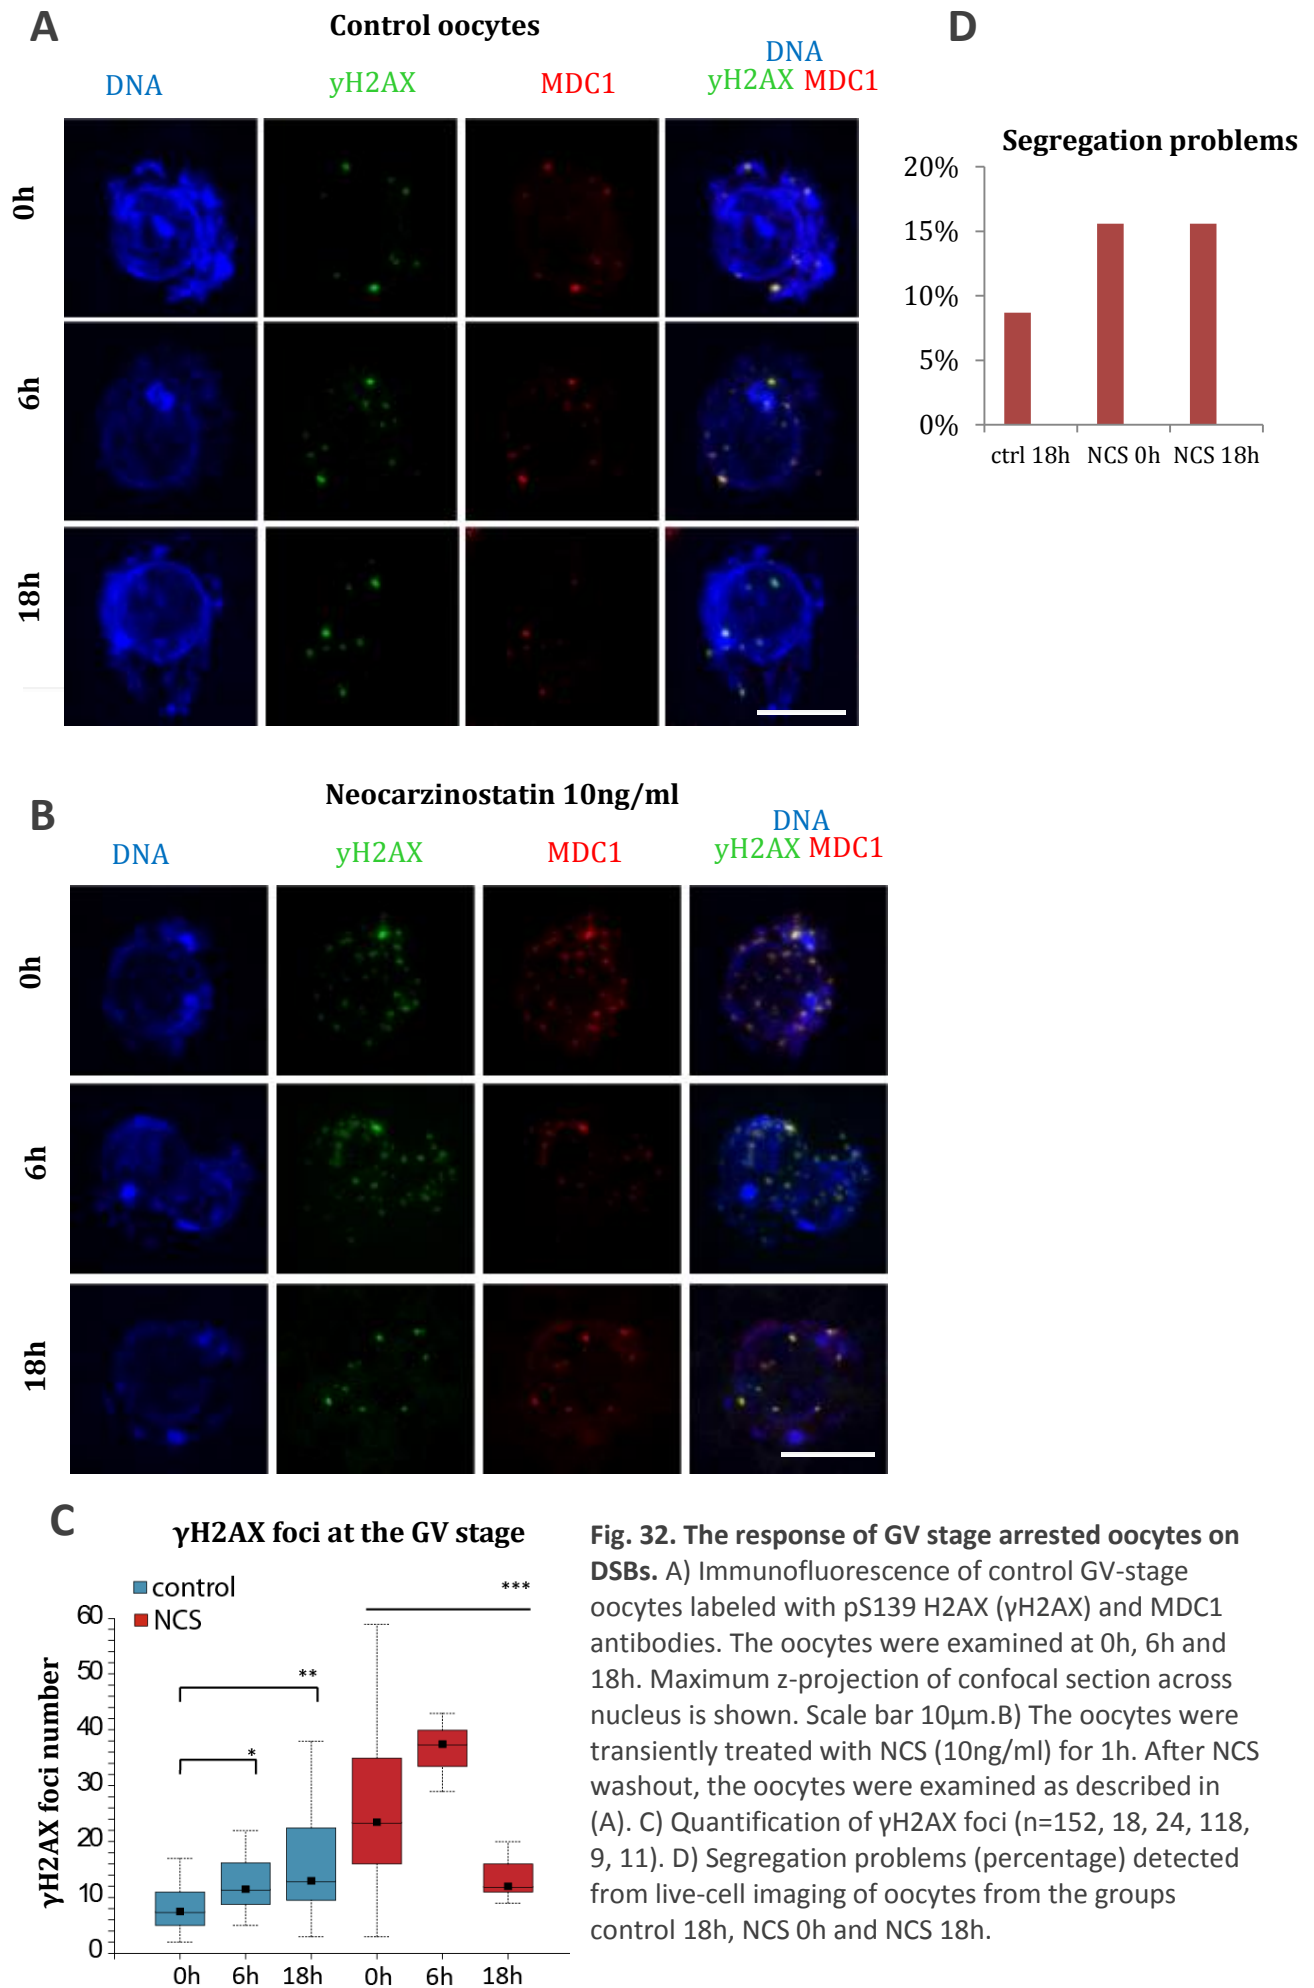 A
Control oocytes
DNA
yH2AX
MDC1
DNA
yH2AX MDC1
0h
6h
18h
D
Segregation problems
20%
15%
10%
5%
0%
ctrl 18h NCS 0h NCS 18h
B
Neocarzinostatin 10ng/ml
DNA
yH2AX
MDC1
DNA
yH2AX MDC1
0h
6h
18h
C
γH2AX foci at the GV stage
control
NCS
γH2AX foci number
60
50
40
30
20
10
0
*
**
***
0h 6h 18h 0h 6h 18h
Fig. 32. The response of GV stage arrested oocytes on
DSBs. A) Immunofluorescence of control GV-stage
oocytes labeled with pS139 H2AX (γH2AX) and MDC1
antibodies. The oocytes were examined at 0h, 6h and
18h. Maximum z-projection of confocal section across
nucleus is shown. Scale bar 10µm.B) The oocytes were
transiently treated with NCS (10ng/ml) for 1h. After NCS
washout, the oocytes were examined as described in
(A). C) Quantification of γH2AX foci (n=152, 18, 24, 118,
9, 11). D) Segregation problems (percentage) detected
from live-cell imaging of oocytes from the groups
control 18h, NCS 0h and NCS 18h.